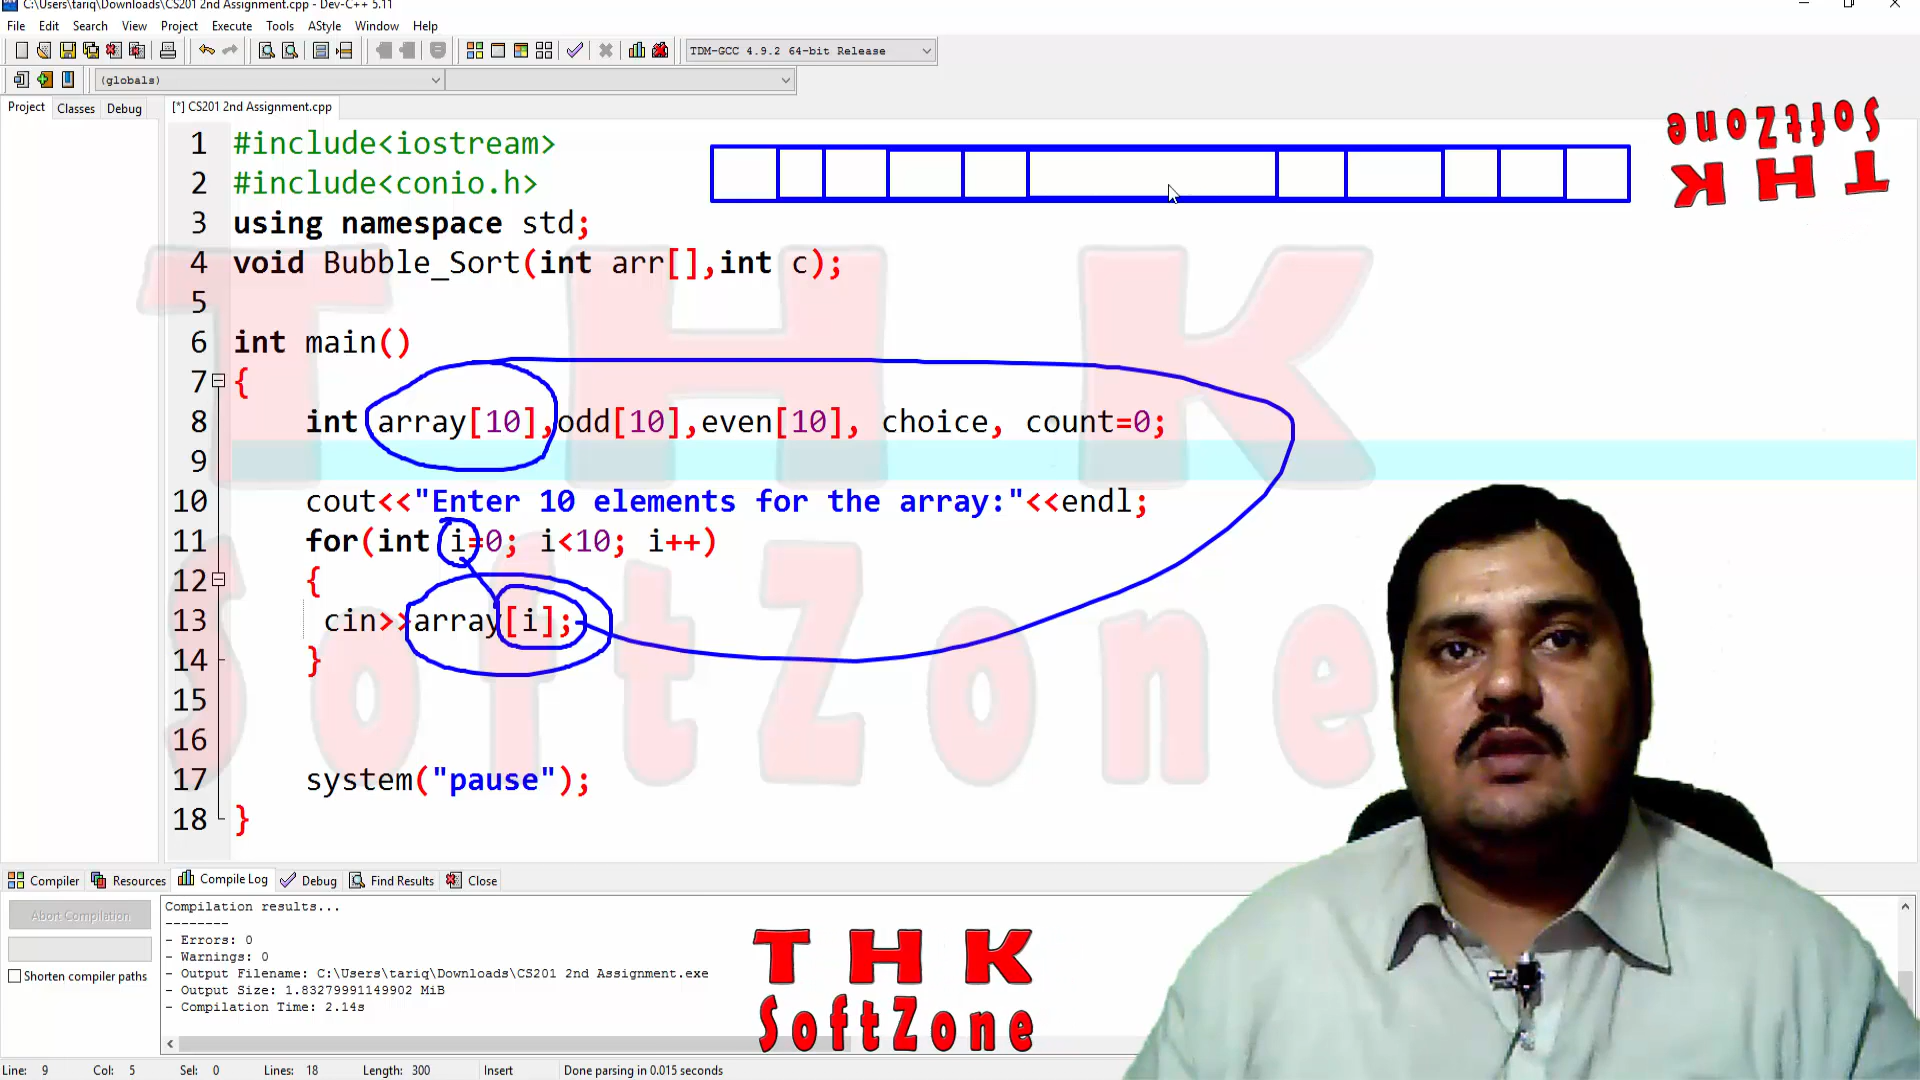 C:\Users\tariq\Downloads\CS201 2nd Assignment.cpp - Dev-C++ 5.11
File Edit Search View Project Execute Tools AStyle Window Help
TDM-GCC 4.9.2 64-bit Release
(globals)
Project Classes Debug
[*] CS201 2nd Assignment.cpp
THK
SoftZone
1 #include<iostream>
2 #include<conio.h>
3 using namespace std;
4 void Bubble_Sort(int arr[],int c);
5
6 int main()
7 {
8 int array[10],odd[10],even[10], choice, count=0;
9
10 cout<<"Enter 10 elements for the array:"<<endl;
11 for(int i=0; i<10; i++)
12 {
13 cin>>array[i];
14 }
15
16
17 system("pause");
18 }
THK
SoftZone
Compiler Resources Compile Log Debug Find Results Close
Abort Compilation
Shorten compiler paths
Compilation results...
--------
- Errors: 0
- Warnings: 0
- Output Filename: C:\Users\tariq\Downloads\CS201 2nd Assignment.exe
- Output Size: 1.83279991149902 MiB
- Compilation Time: 2.14s
THK
SoftZone
Line: 9 Col: 5 Sel: 0 Lines: 18 Length: 300 Insert Done parsing in 0.015 seconds